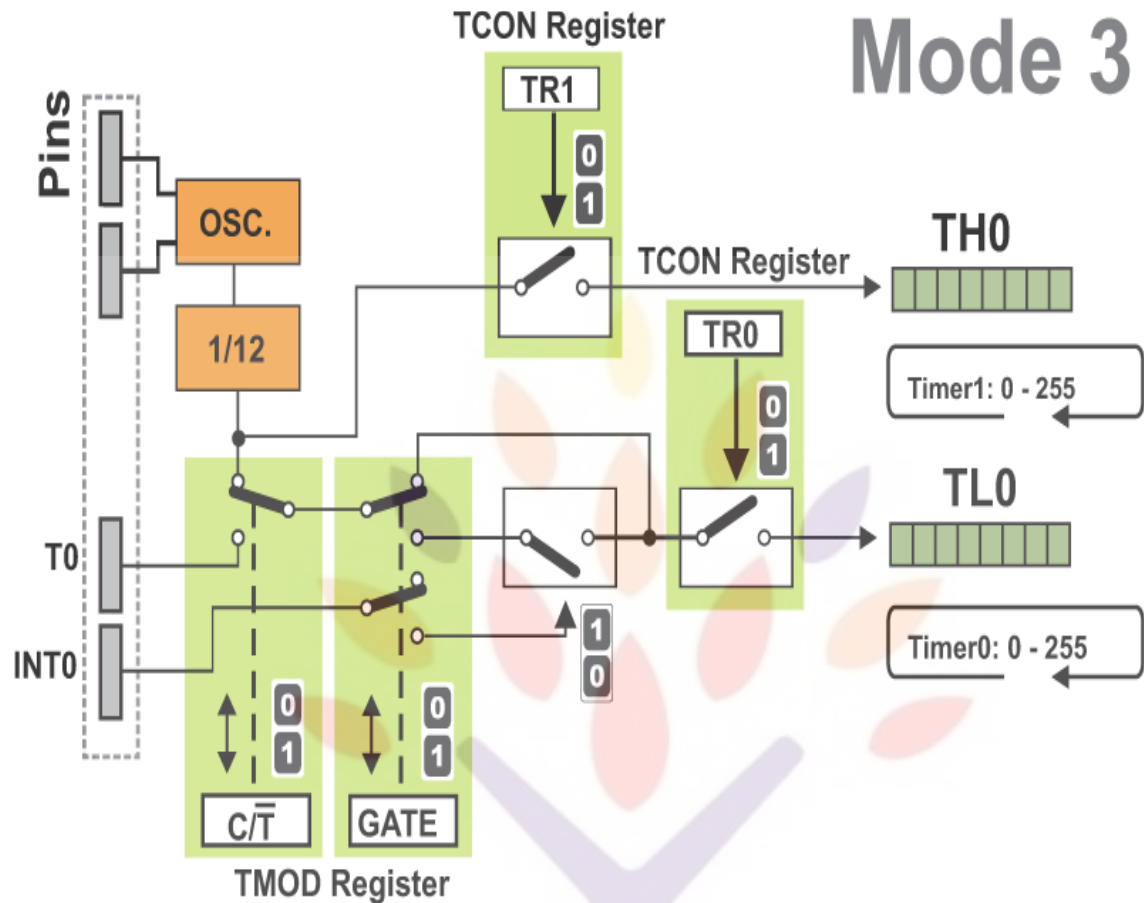 TCON Register
Mode 3
Pins
TR1
0
1
OSC.
TH0
TCON Register
1/12
TR0
Timer1: 0 - 255
0
1
TL0
T0
1
0
INT0
Timer0: 0 - 255
0
1
0
1
C/T̅
GATE
TMOD Register